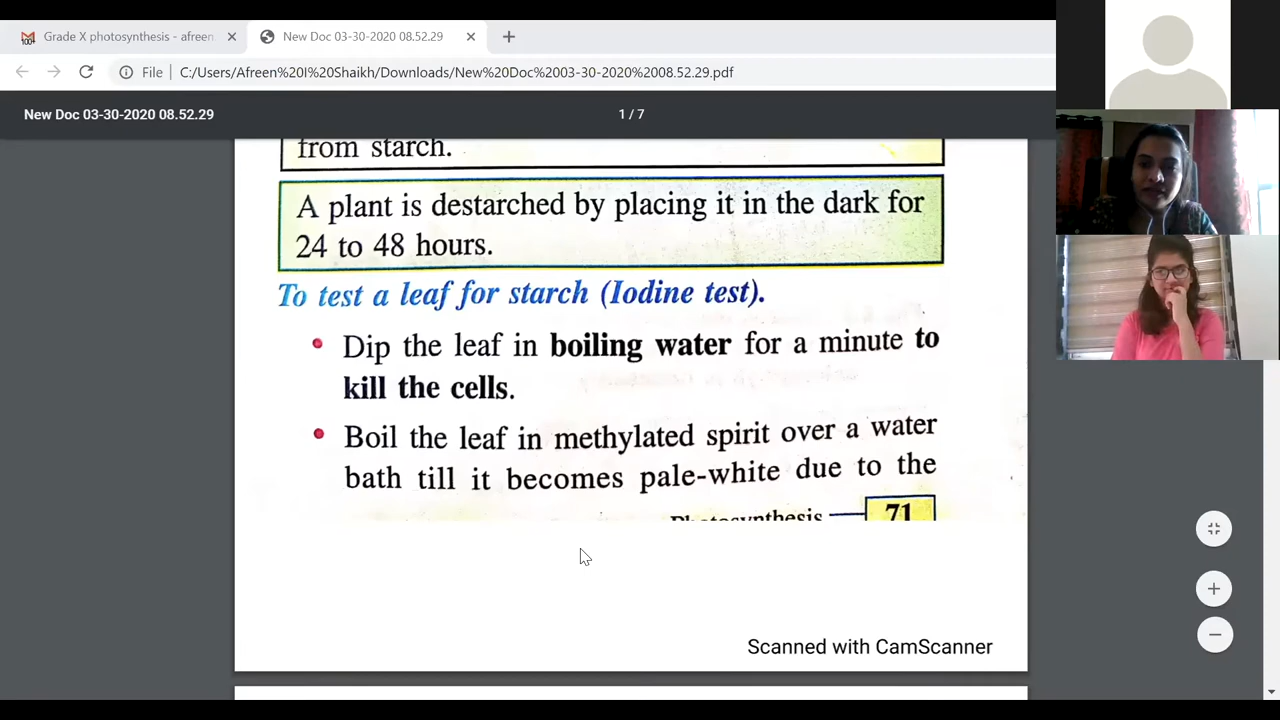 Grade X photosynthesis - afreen
New Doc 03-30-2020 08.52.29
File
C:/Users/Afreen%20I%20Shaikh/Downloads/New%20Doc%2003-30-2020%2008.52.29.pdf
New Doc 03-30-2020 08.52.29
1 / 7
from starch.
A plant is destarched by placing it in the dark for
24 to 48 hours.
To test a leaf for starch (Iodine test).
• Dip the leaf in boiling water for a minute to
kill the cells.
• Boil the leaf in methylated spirit over a water
bath till it becomes pale-white due to the
Photosynthesis
71
Scanned with CamScanner